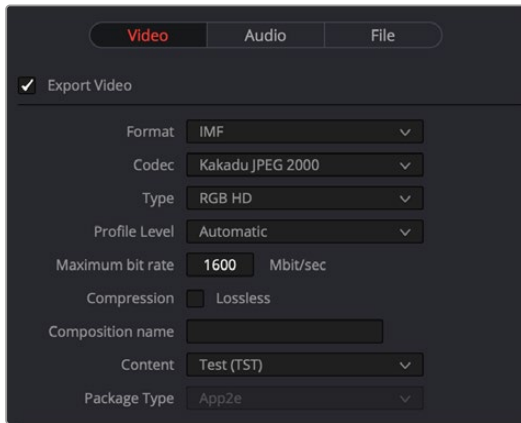 Video Audio File
Export Video
Format IMF
Codec Kakadu JPEG 2000
Type RGB HD
Profile Level Automatic
Maximum bit rate 1600 Mbit/sec
Compression Lossless
Composition name
Content Test (TST)
Package Type App2e